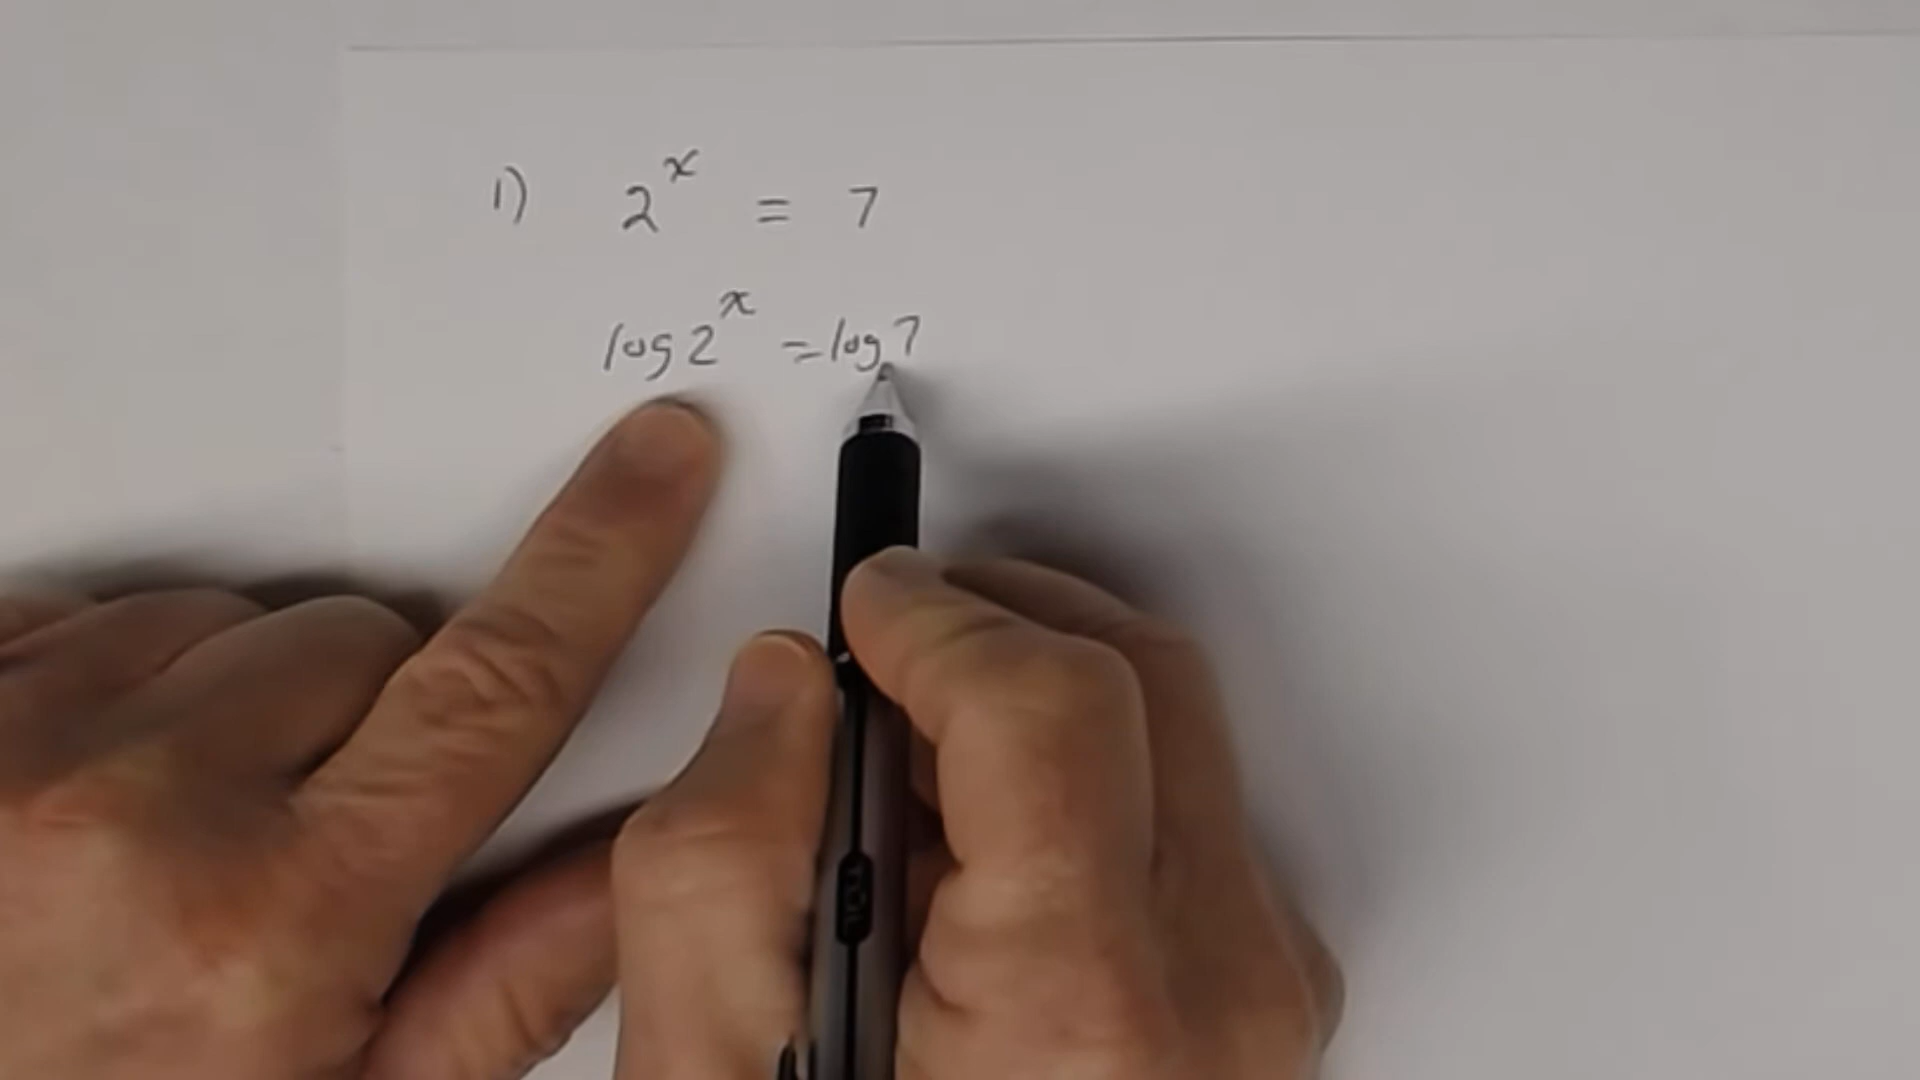 1) 2^x = 7
log 2^x = log 7